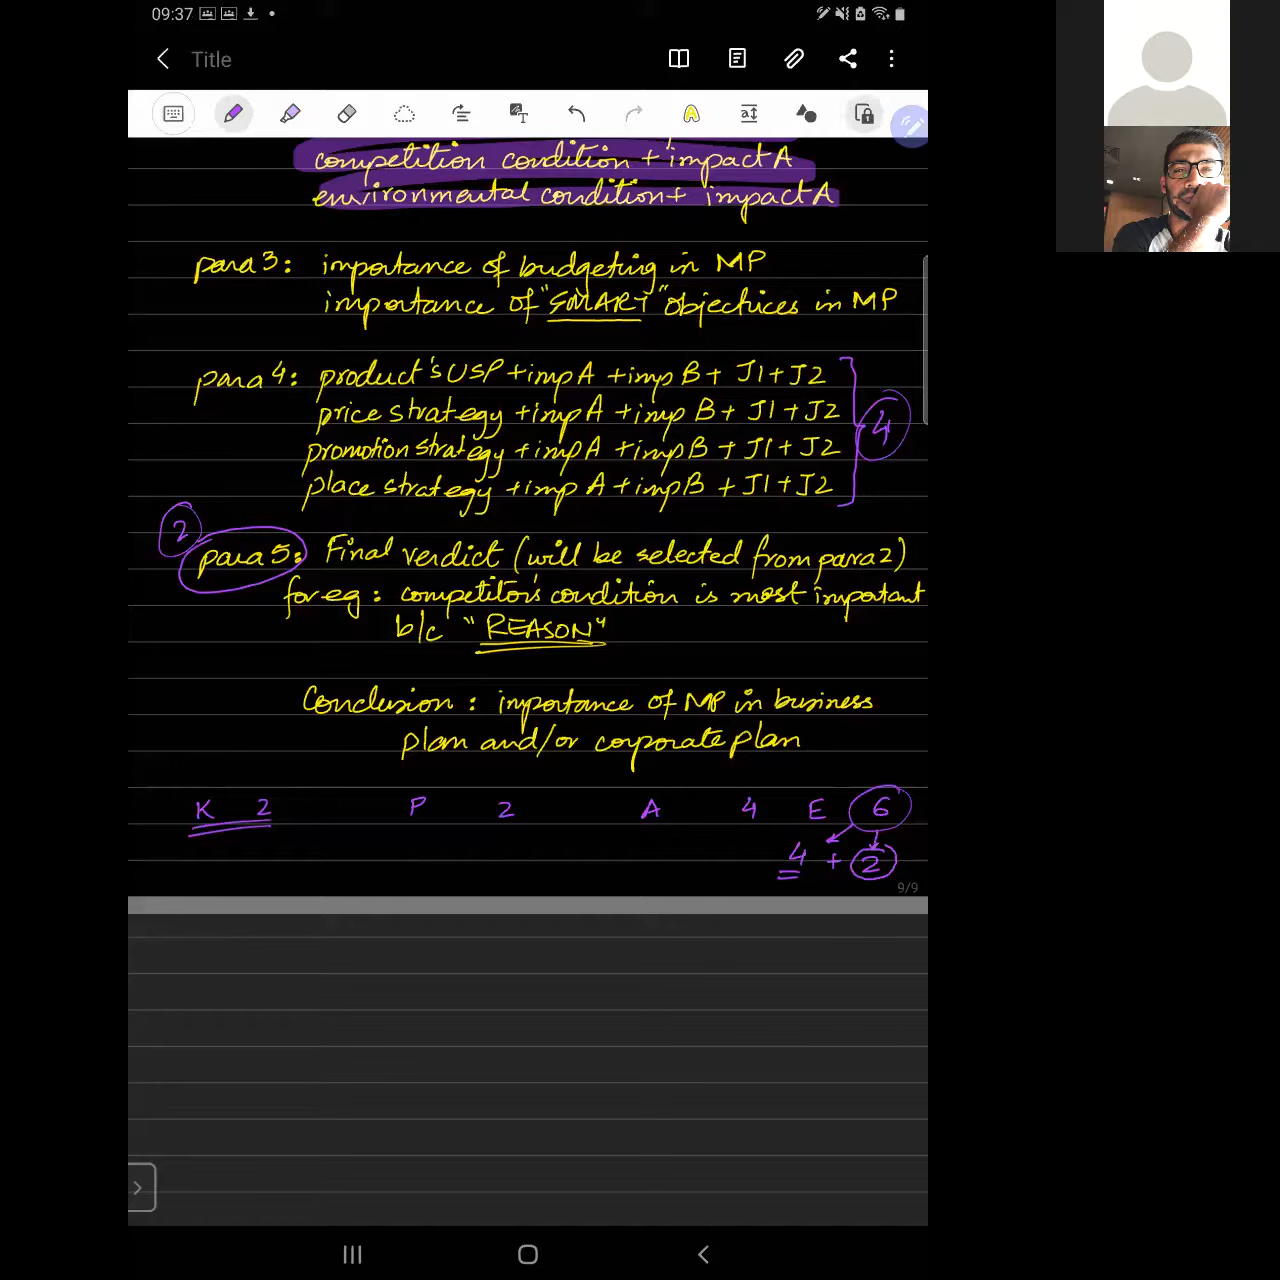 09:37
Title
competition condition + impact A
environmental condition + impact A
para 3: importance of budgeting in MP
importance of "SMART" objectices in MP
para 4: product's USP + imp A + imp B + J1 + J2
price strategy + imp A + imp B + J1 + J2
promotion strategy + imp A + imp B + J1 + J2
place strategy + imp A + imp B + J1 + J2
4
2
para 5: Final verdict (will be selected from para 2)
for eg: competitor's condition is most important
b/c "REASON"
Conclusion: importance of MP in business
plan and/or corporate plan
K 2 P 2 A 4 E 6
4 + 2
9/9